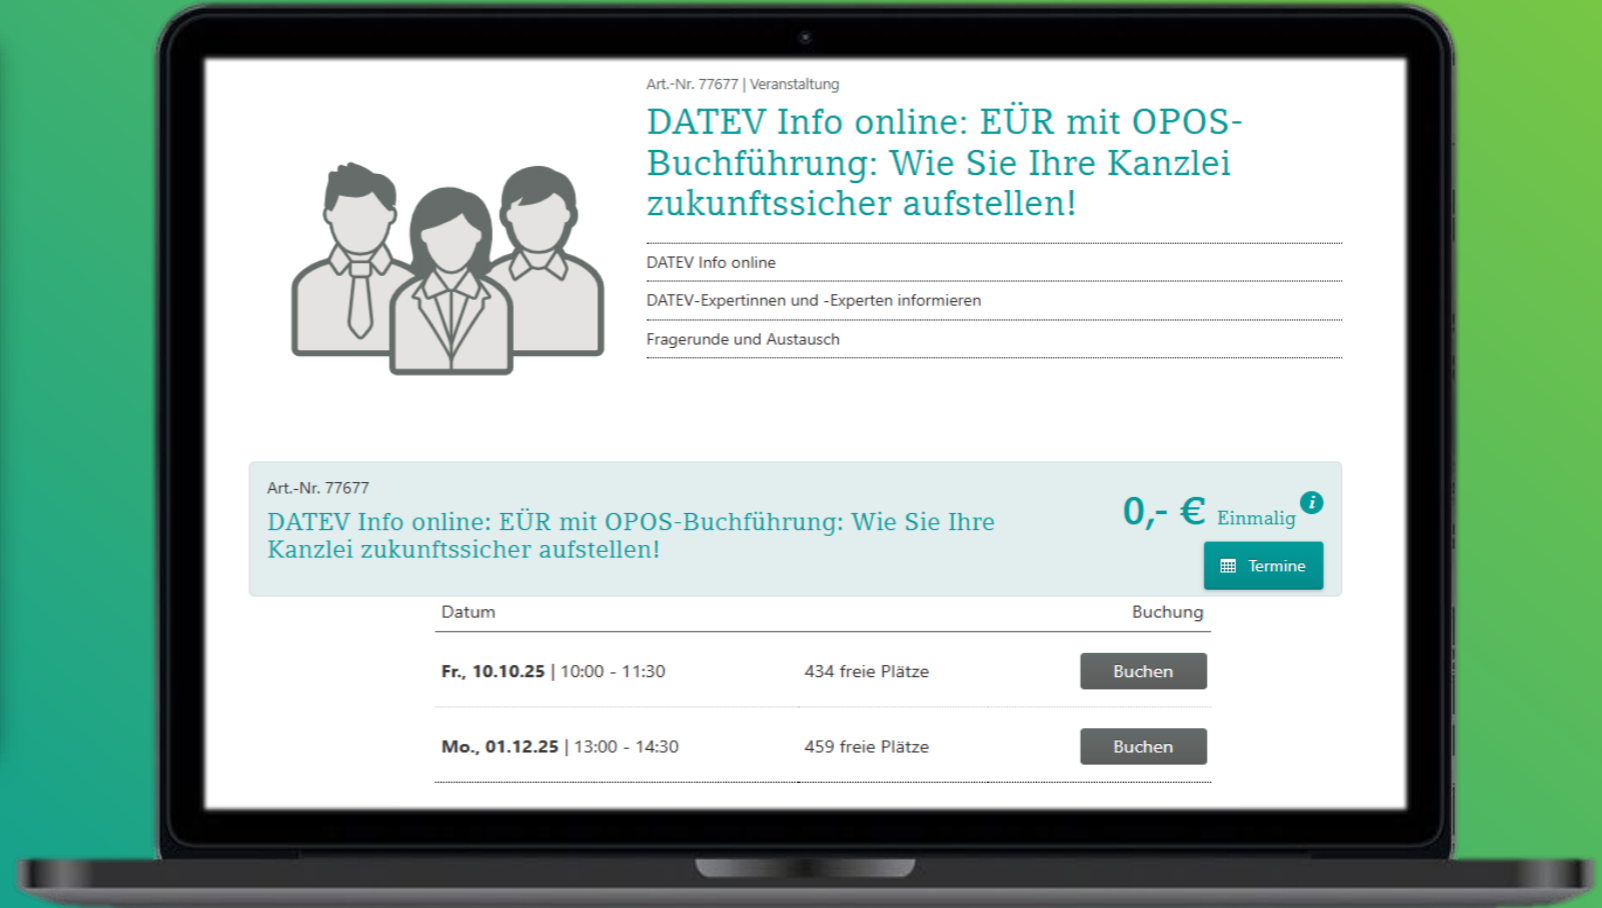 Art.-Nr. 77677 | Veranstaltung
DATEV Info online: EÜR mit OPOS-
Buchführung: Wie Sie Ihre Kanzlei
zukunftssicher aufstellen!
DATEV Info online
DATEV-Expertinnen und -Experten informieren
Fragerunde und Austausch
Art.-Nr. 77677
DATEV Info online: EÜR mit OPOS-Buchführung: Wie Sie Ihre
Kanzlei zukunftssicher aufstellen!
0,- € Einmalig i
Termine
Datum Buchung
Fr., 10.10.25 | 10:00 - 11:30 434 freie Plätze Buchen
Mo., 01.12.25 | 13:00 - 14:30 459 freie Plätze Buchen